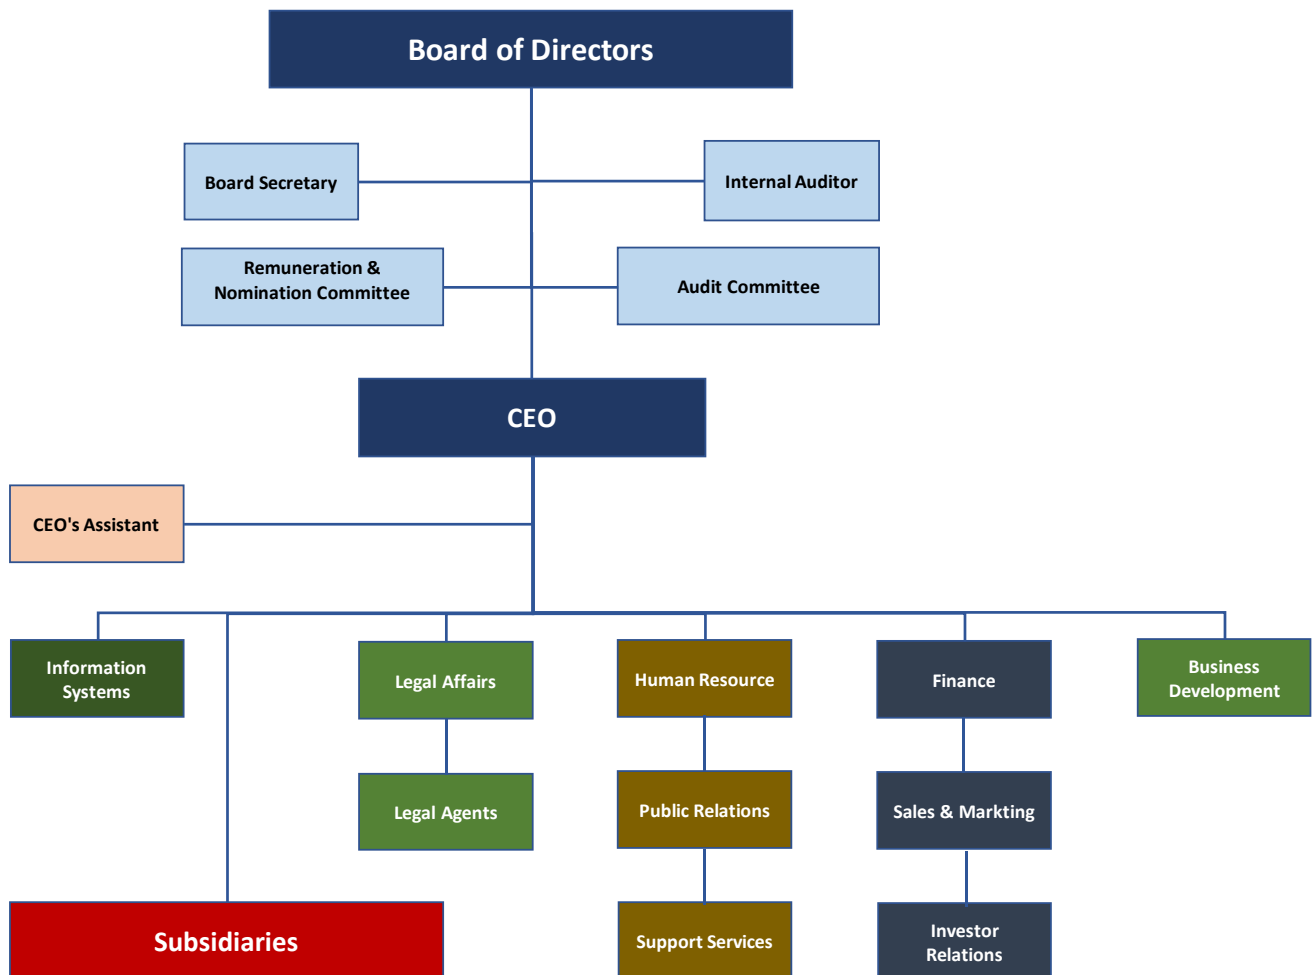 Board of Directors
Board Secretary
Internal Auditor
Remuneration &
Nomination Committee
Audit Committee
CEO
CEO's Assistant
Information
Systems
Legal Affairs
Human Resource
Finance
Business
Development
Legal Agents
Public Relations
Sales & Markting
Subsidiaries
Support Services
Investor
Relations